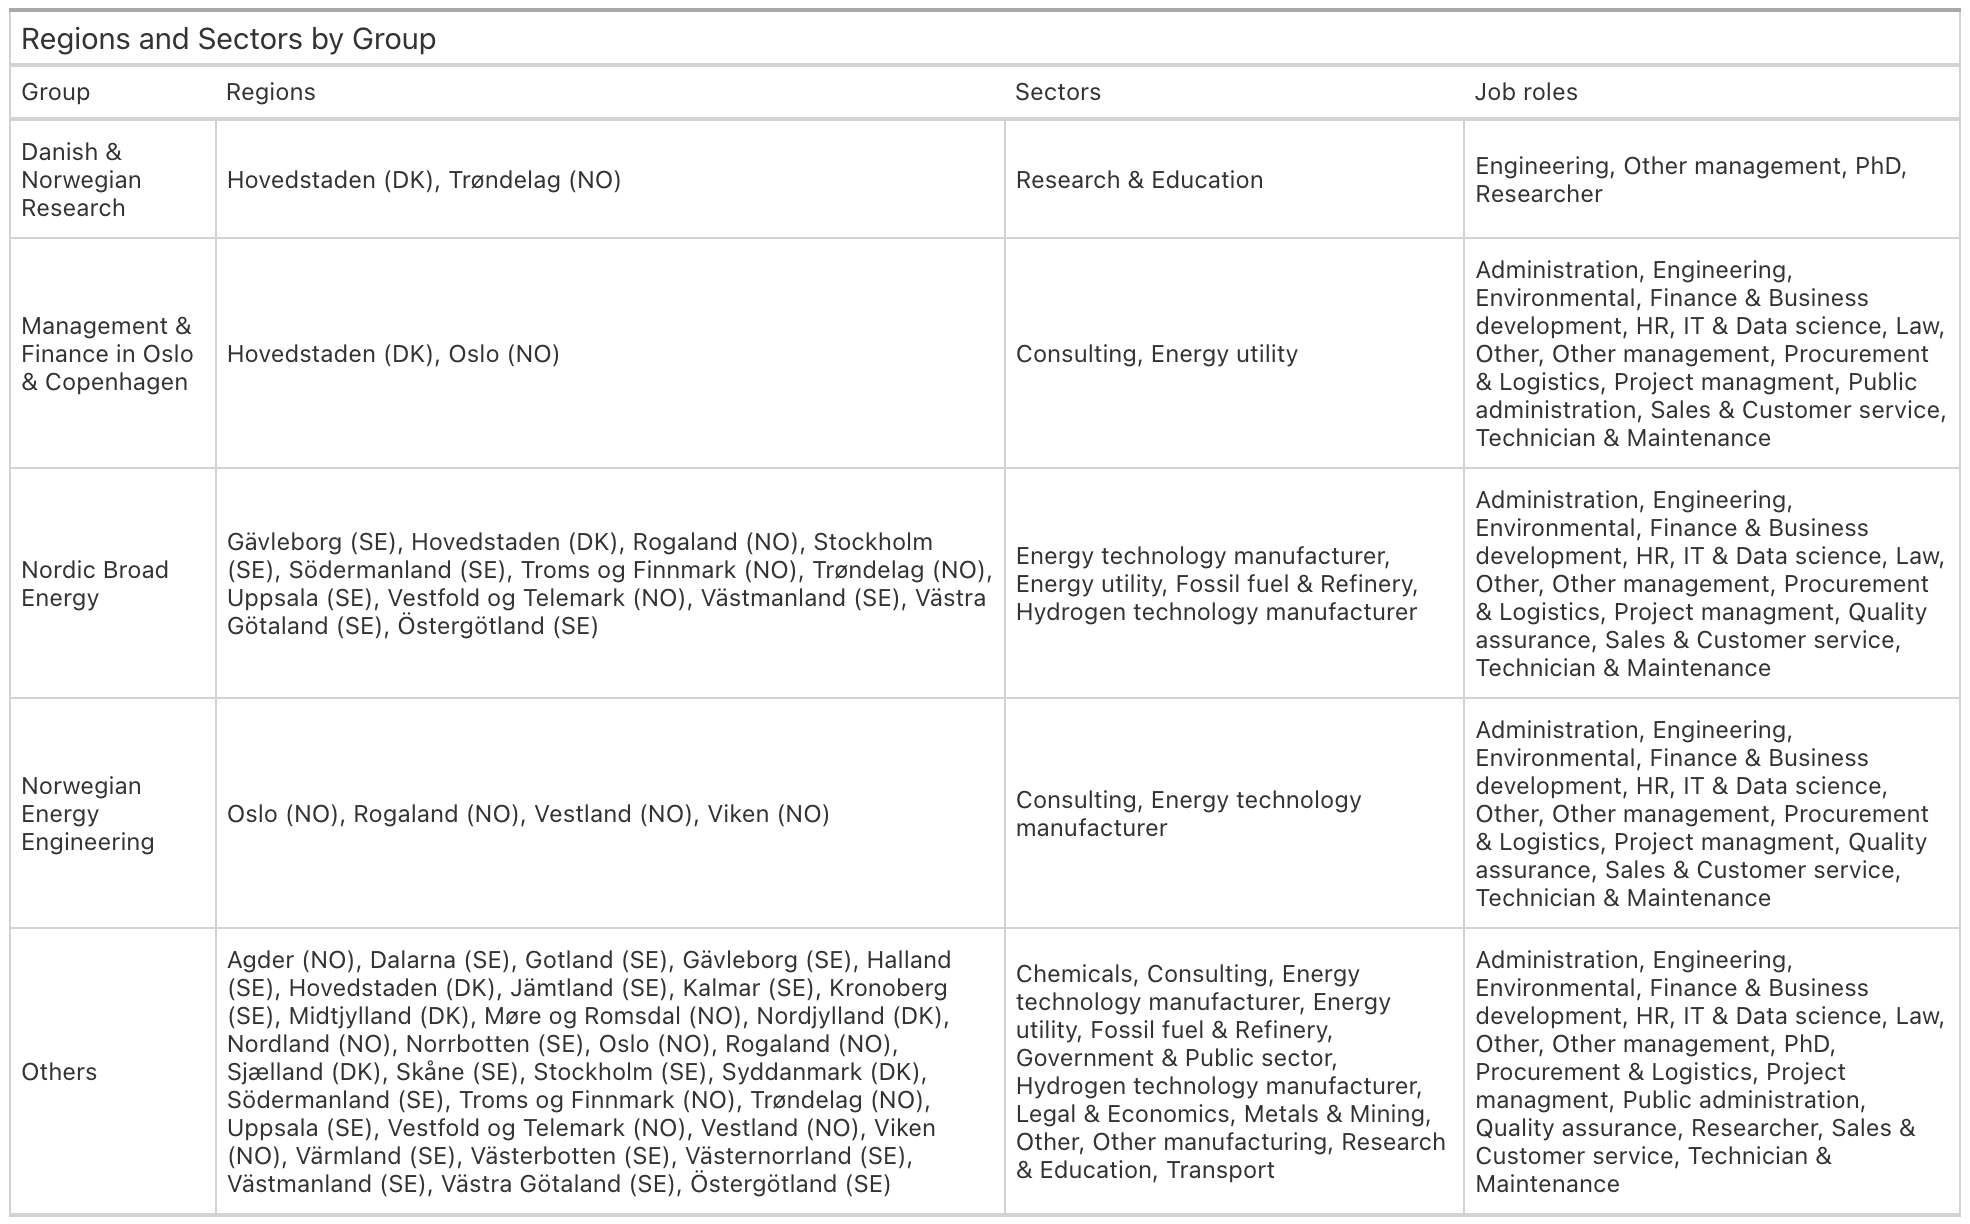 Regions and Sectors by Group
Group
Regions
Sectors
Job roles
Danish &
Norwegian
Research
Hovedstaden (DK), Trøndelag (NO)
Research & Education
Engineering, Other management, PhD,
Researcher
Management &
Finance in Oslo
& Copenhagen
Hovedstaden (DK), Oslo (NO)
Consulting, Energy utility
Administration, Engineering,
Environmental, Finance & Business
development, HR, IT & Data science, Law,
Other, Other management, Procurement
& Logistics, Project managment, Public
administration, Sales & Customer service,
Technician & Maintenance
Nordic Broad
Energy
Gävleborg (SE), Hovedstaden (DK), Rogaland (NO), Stockholm
(SE), Södermanland (SE), Troms og Finnmark (NO), Trøndelag (NO),
Uppsala (SE), Vestfold og Telemark (NO), Västmanland (SE), Västra
Götaland (SE), Östergötland (SE)
Energy technology manufacturer,
Energy utility, Fossil fuel & Refinery,
Hydrogen technology manufacturer
Administration, Engineering,
Environmental, Finance & Business
development, HR, IT & Data science, Law,
Other, Other management, Procurement
& Logistics, Project managment, Quality
assurance, Sales & Customer service,
Technician & Maintenance
Norwegian
Energy
Engineering
Oslo (NO), Rogaland (NO), Vestland (NO), Viken (NO)
Consulting, Energy technology
manufacturer
Administration, Engineering,
Environmental, Finance & Business
development, HR, IT & Data science,
Other, Other management, Procurement
& Logistics, Project managment, Quality
assurance, Sales & Customer service,
Technician & Maintenance
Others
Agder (NO), Dalarna (SE), Gotland (SE), Gävleborg (SE), Halland
(SE), Hovedstaden (DK), Jämtland (SE), Kalmar (SE), Kronoberg
(SE), Midtjylland (DK), Møre og Romsdal (NO), Nordjylland (DK),
Nordland (NO), Norrbotten (SE), Oslo (NO), Rogaland (NO),
Sjælland (DK), Skåne (SE), Stockholm (SE), Syddanmark (DK),
Södermanland (SE), Troms og Finnmark (NO), Trøndelag (NO),
Uppsala (SE), Vestfold og Telemark (NO), Vestland (NO), Viken
(NO), Värmland (SE), Västerbotten (SE), Västernorrland (SE),
Västmanland (SE), Västra Götaland (SE), Östergötland (SE)
Chemicals, Consulting, Energy
technology manufacturer, Energy
utility, Fossil fuel & Refinery,
Government & Public sector,
Hydrogen technology manufacturer,
Legal & Economics, Metals & Mining,
Other, Other manufacturing, Research
& Education, Transport
Administration, Engineering,
Environmental, Finance & Business
development, HR, IT & Data science, Law,
Other, Other management, PhD,
Procurement & Logistics, Project
managment, Public administration,
Quality assurance, Researcher, Sales &
Customer service, Technician &
Maintenance